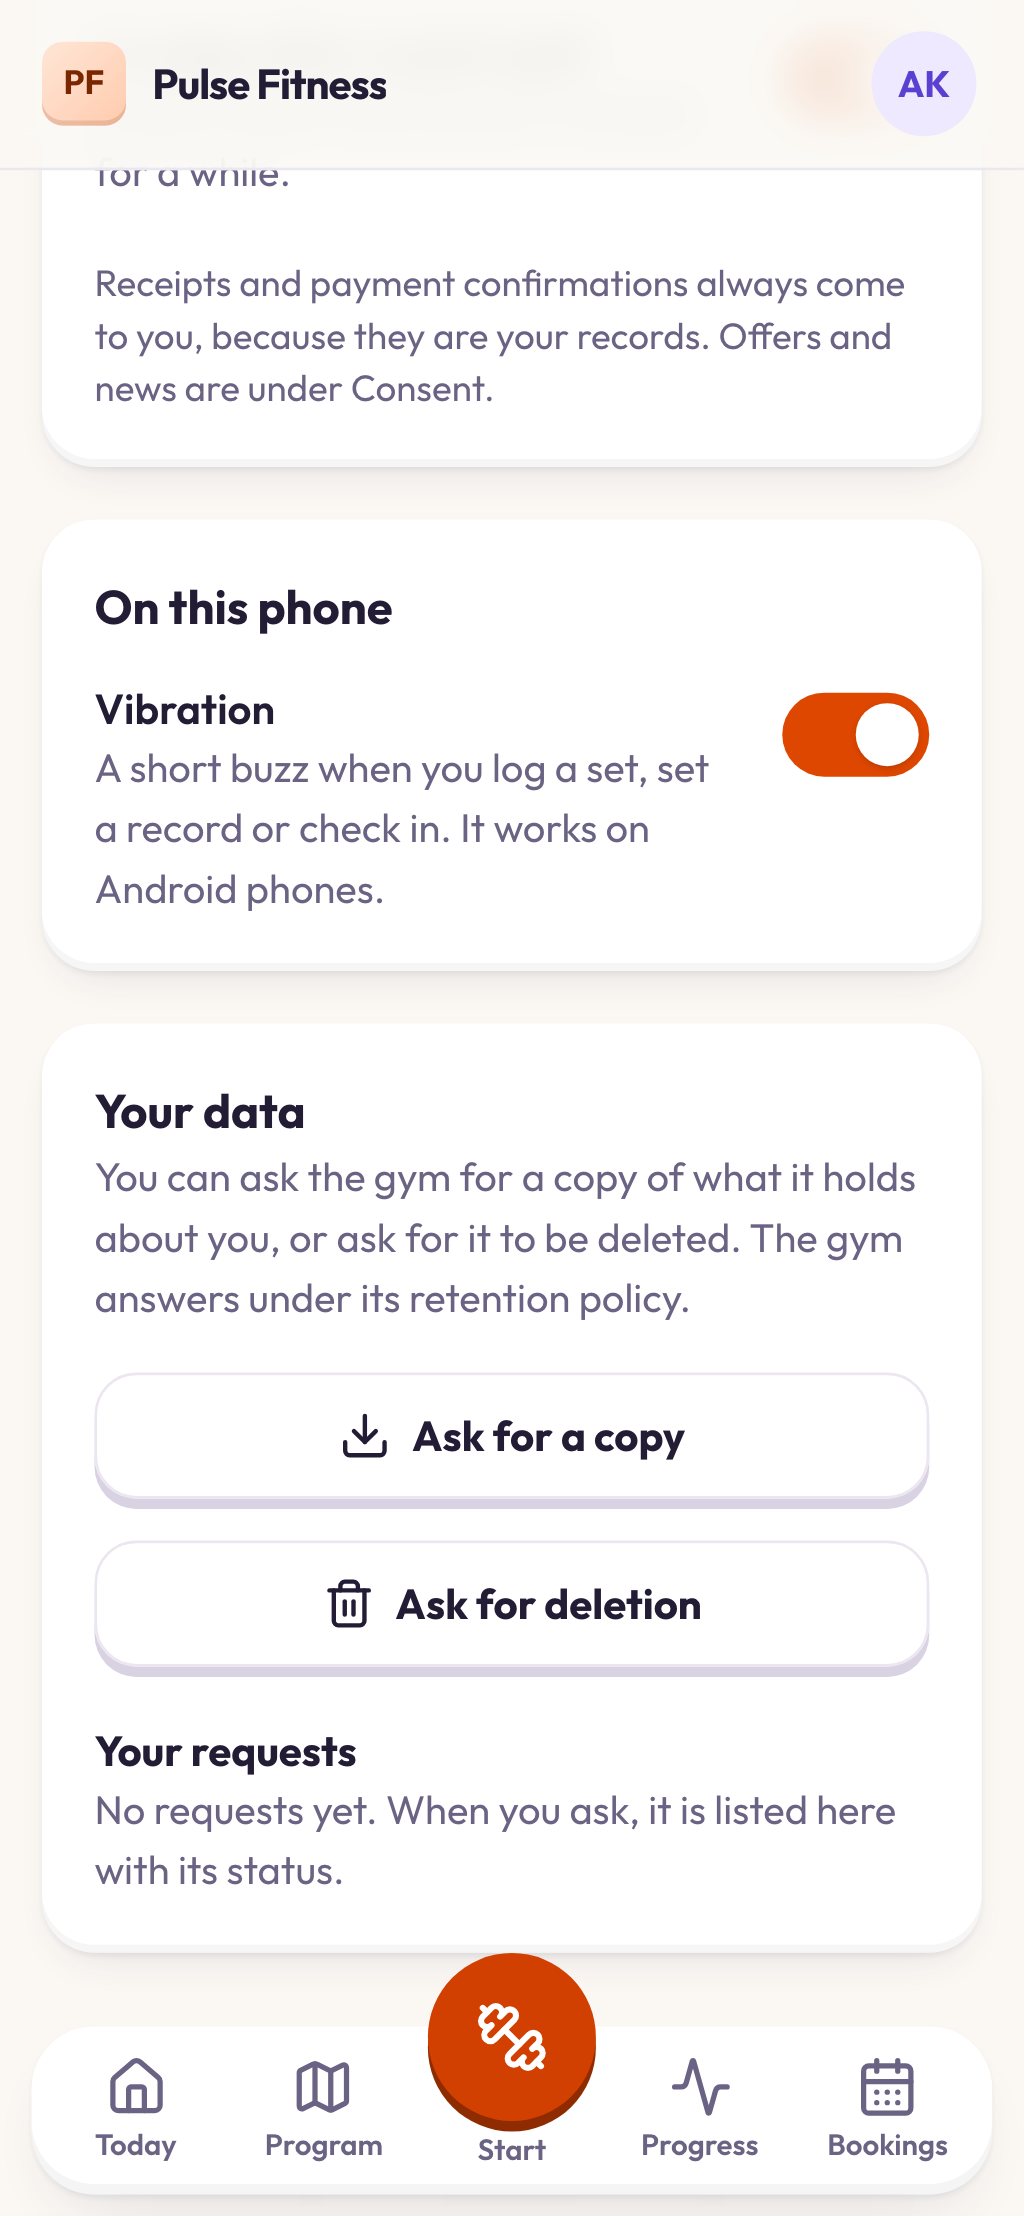 PF
Pulse Fitness
AK
for a while.
Receipts and payment confirmations always come
to you, because they are your records. Offers and
news are under Consent.
On this phone
Vibration
A short buzz when you log a set, set
a record or check in. It works on
Android phones.
Your data
You can ask the gym for a copy of what it holds
about you, or ask for it to be deleted. The gym
answers under its retention policy.
Ask for a copy
Ask for deletion
Your requests
No requests yet. When you ask, it is listed here
with its status.
Today
Program
Start
Progress
Bookings